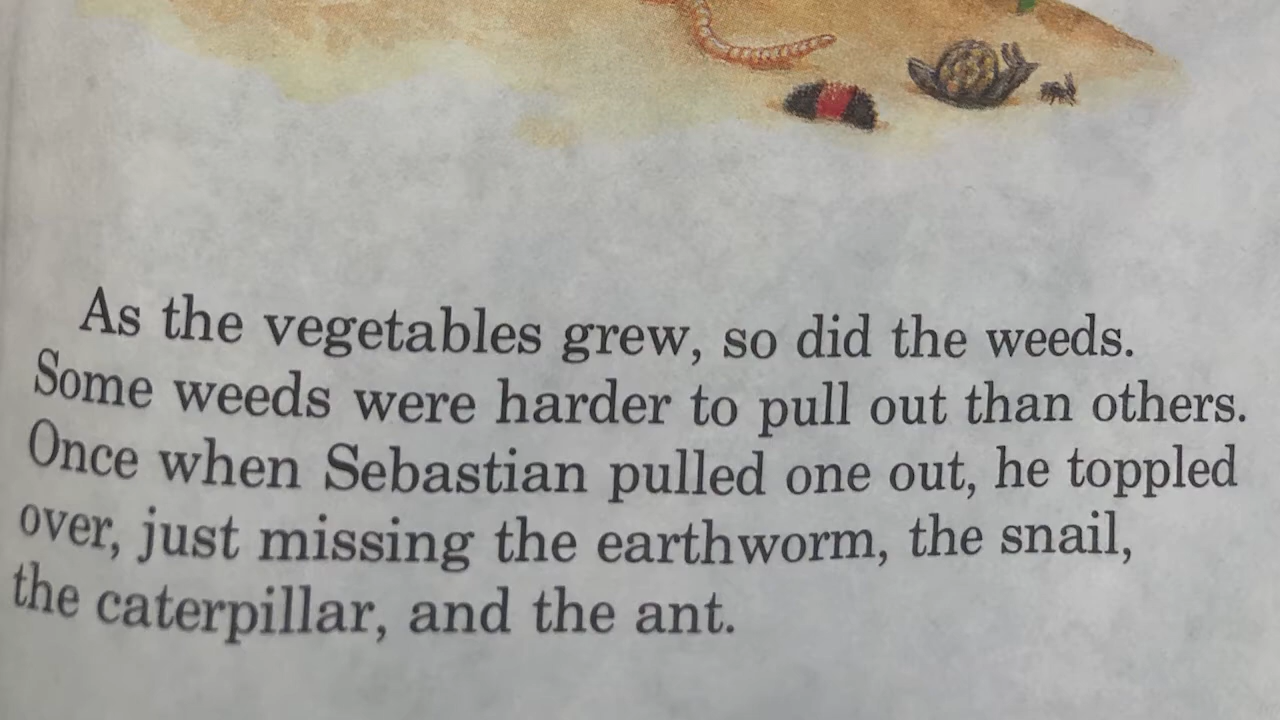 As the vegetables grew, so did the weeds.
Some weeds were harder to pull out than others.
Once when Sebastian pulled one out, he toppled
over, just missing the earthworm, the snail,
the caterpillar, and the ant.